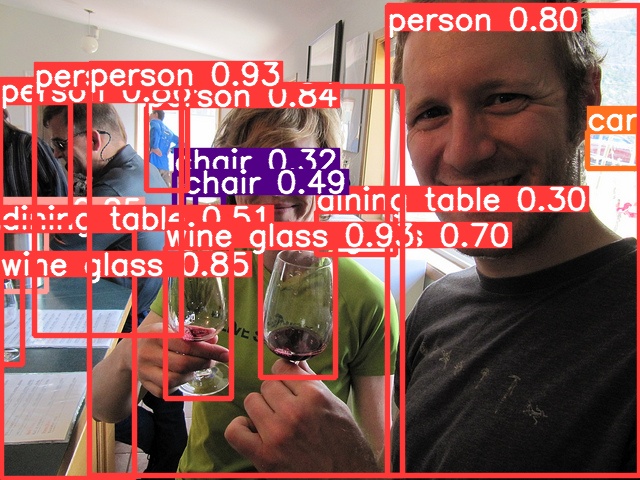 person 0.80
person 0.93
person 0.84
car
chair 0.32
chair 0.49
dining table 0.30
dining table 0.51
wine glass 0.93
0.70
wine glass 0.85